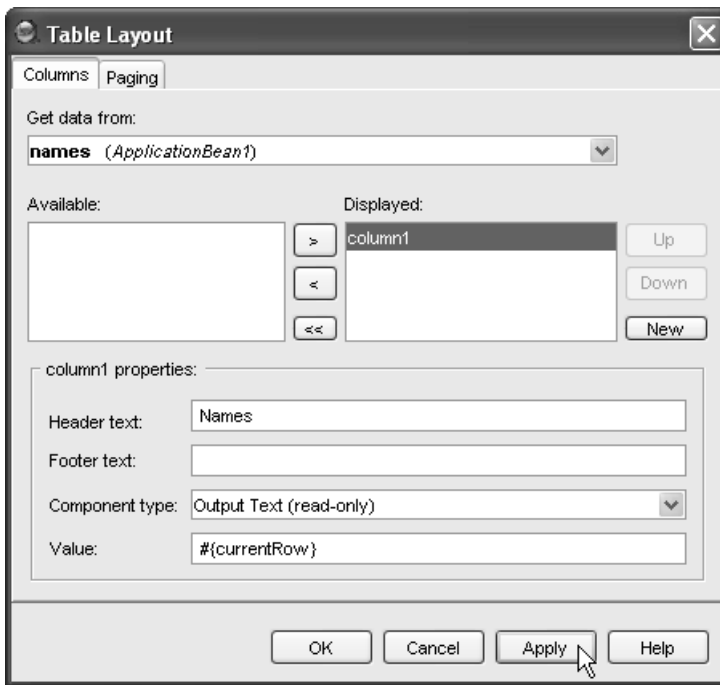 Table Layout
Columns Paging
Get data from:
names (ApplicationBean1)
Available: Displayed:
> column1 Up
< Down
<< New
column1 properties:
Header text: Names
Footer text:
Component type: Output Text (read-only)
Value: #{currentRow}
OK Cancel Apply Help